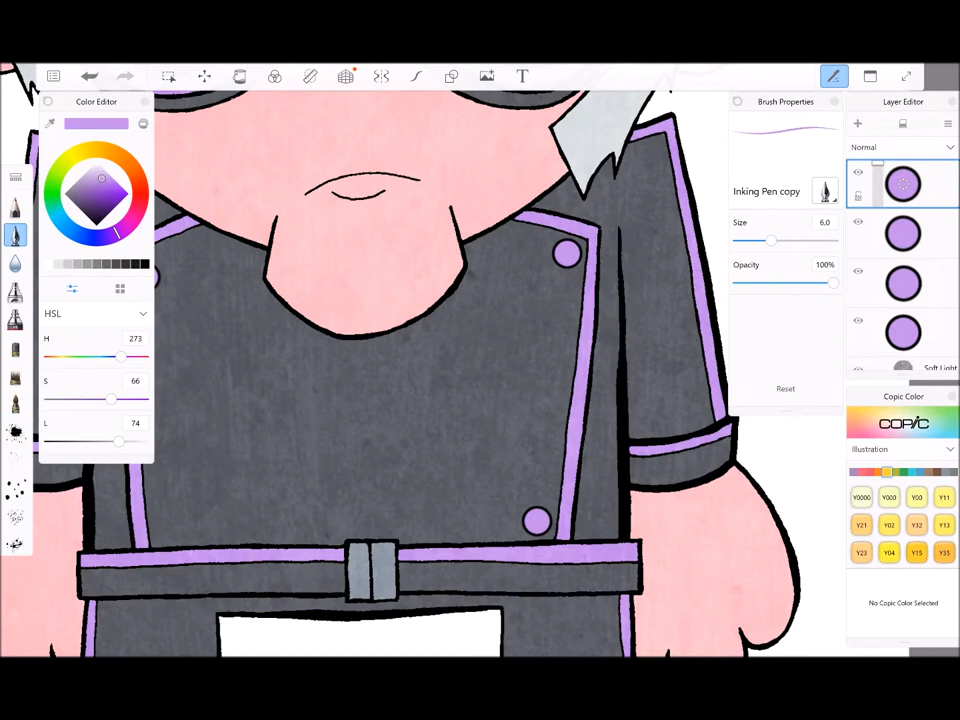 T
Color Editor
Brush Properties
Layer Editor
Normal
Inking Pen copy
Size 6.0
Opacity 100%
HSL
H 273
S 66
L 74
Soft Light
Reset
Copic Color
COPIC
Illustration
Y0000 Y000 Y00 Y11
Y21 Y02 Y32 Y13
Y23 Y04 Y15 Y35
No Copic Color Selected